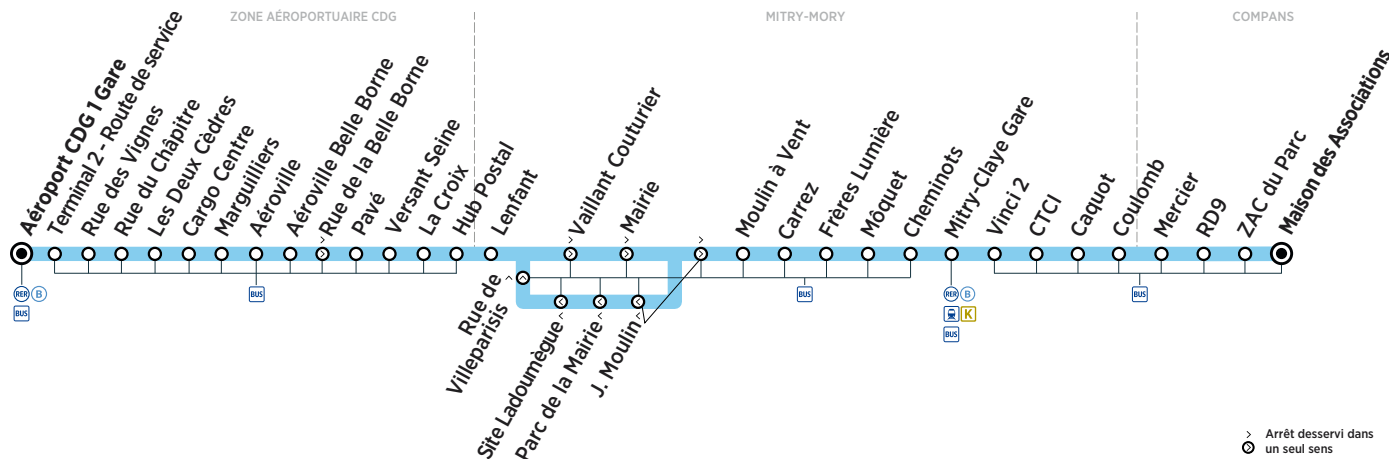 ZONE AÉROPORTUAIRE CDG
MITRY-MORY
COMPANS
Aéroport CDG 1 Gare
Terminal 2 - Route de service
Rue des Vignes
Rue du Châpitre
Les Deux Cèdres
Cargo Centre
Marguilliers
Aéroville
Aéroville Belle Borne
Rue de la Belle Borne
Pavé
Versant Seine
La Croix
Hub Postal
Lenfant
Vaillant Couturier
Mairie
Moulin à Vent
Carrez
Frères Lumière
Môquet
Cheminots
Mitry-Claye Gare
Vinci 2
CTCI
Caquot
Coulomb
Mercier
RD9
ZAC du Parc
Maison des Associations
Rue de
Villeparisis
Site Ladoumègue
Parc de la Mairie
J. Moulin
RER B
BUS
BUS
BUS
RER B
K
BUS
BUS
Arrêt desservi dans
un seul sens